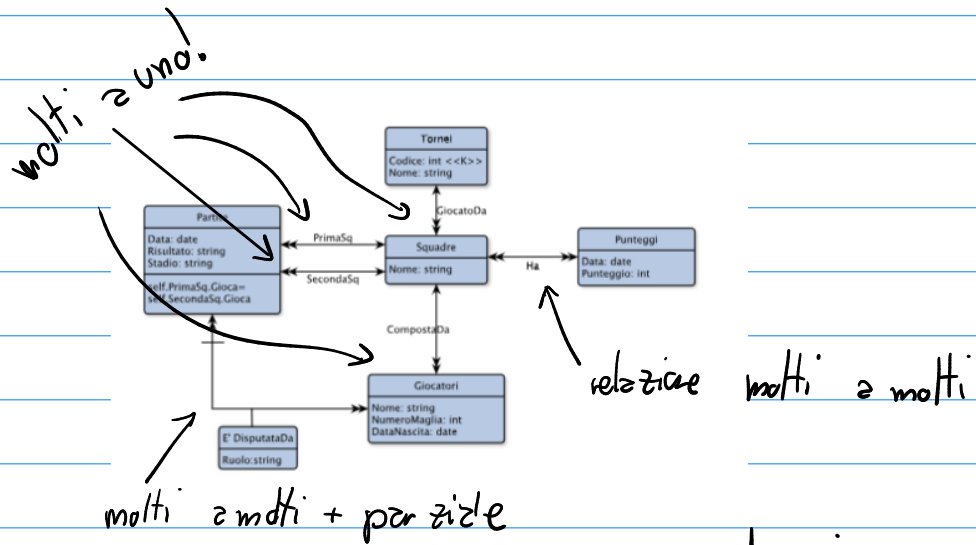 molti a uno!
Tornei
Codice: int <<K>>
Nome: string
GiocatoDa
Partite
Data: date
Risultato: string
Stadio: string
self.PrimaSq.Gioca=
self.SecondaSq.Gioca
PrimaSq
SecondaSq
Squadre
Nome: string
Ha
Punteggi
Data: date
Punteggio: int
CompostaDa
relazione molti a molti
Giocatori
Nome: string
NumeroMaglia: int
DataNascita: date
E' DisputataDa
Ruolo:string
molti a molti + parziale